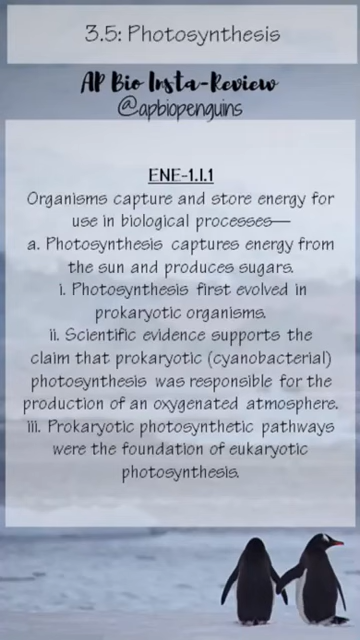 3.5: Photosynthesis
AP Bio Insta-Review
@apbiopenguins
ENE-1.I.1
Organisms capture and store energy for
use in biological processes—
a. Photosynthesis captures energy from
the sun and produces sugars.
i. Photosynthesis first evolved in
prokaryotic organisms.
ii. Scientific evidence supports the
claim that prokaryotic (cyanobacterial)
photosynthesis was responsible for the
production of an oxygenated atmosphere.
iii. Prokaryotic photosynthetic pathways
were the foundation of eukaryotic
photosynthesis.